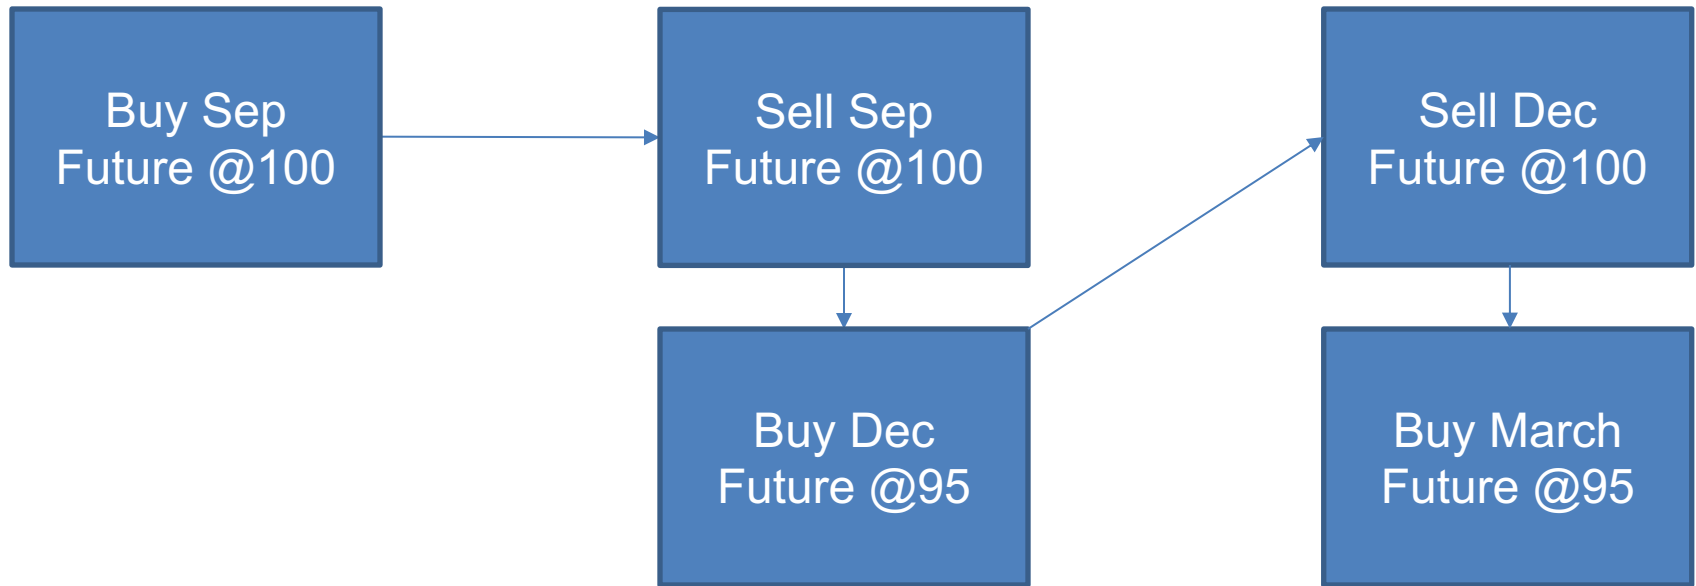 Buy Sep
Future @100
Sell Sep
Future @100
Sell Dec
Future @100
Buy Dec
Future @95
Buy March
Future @95